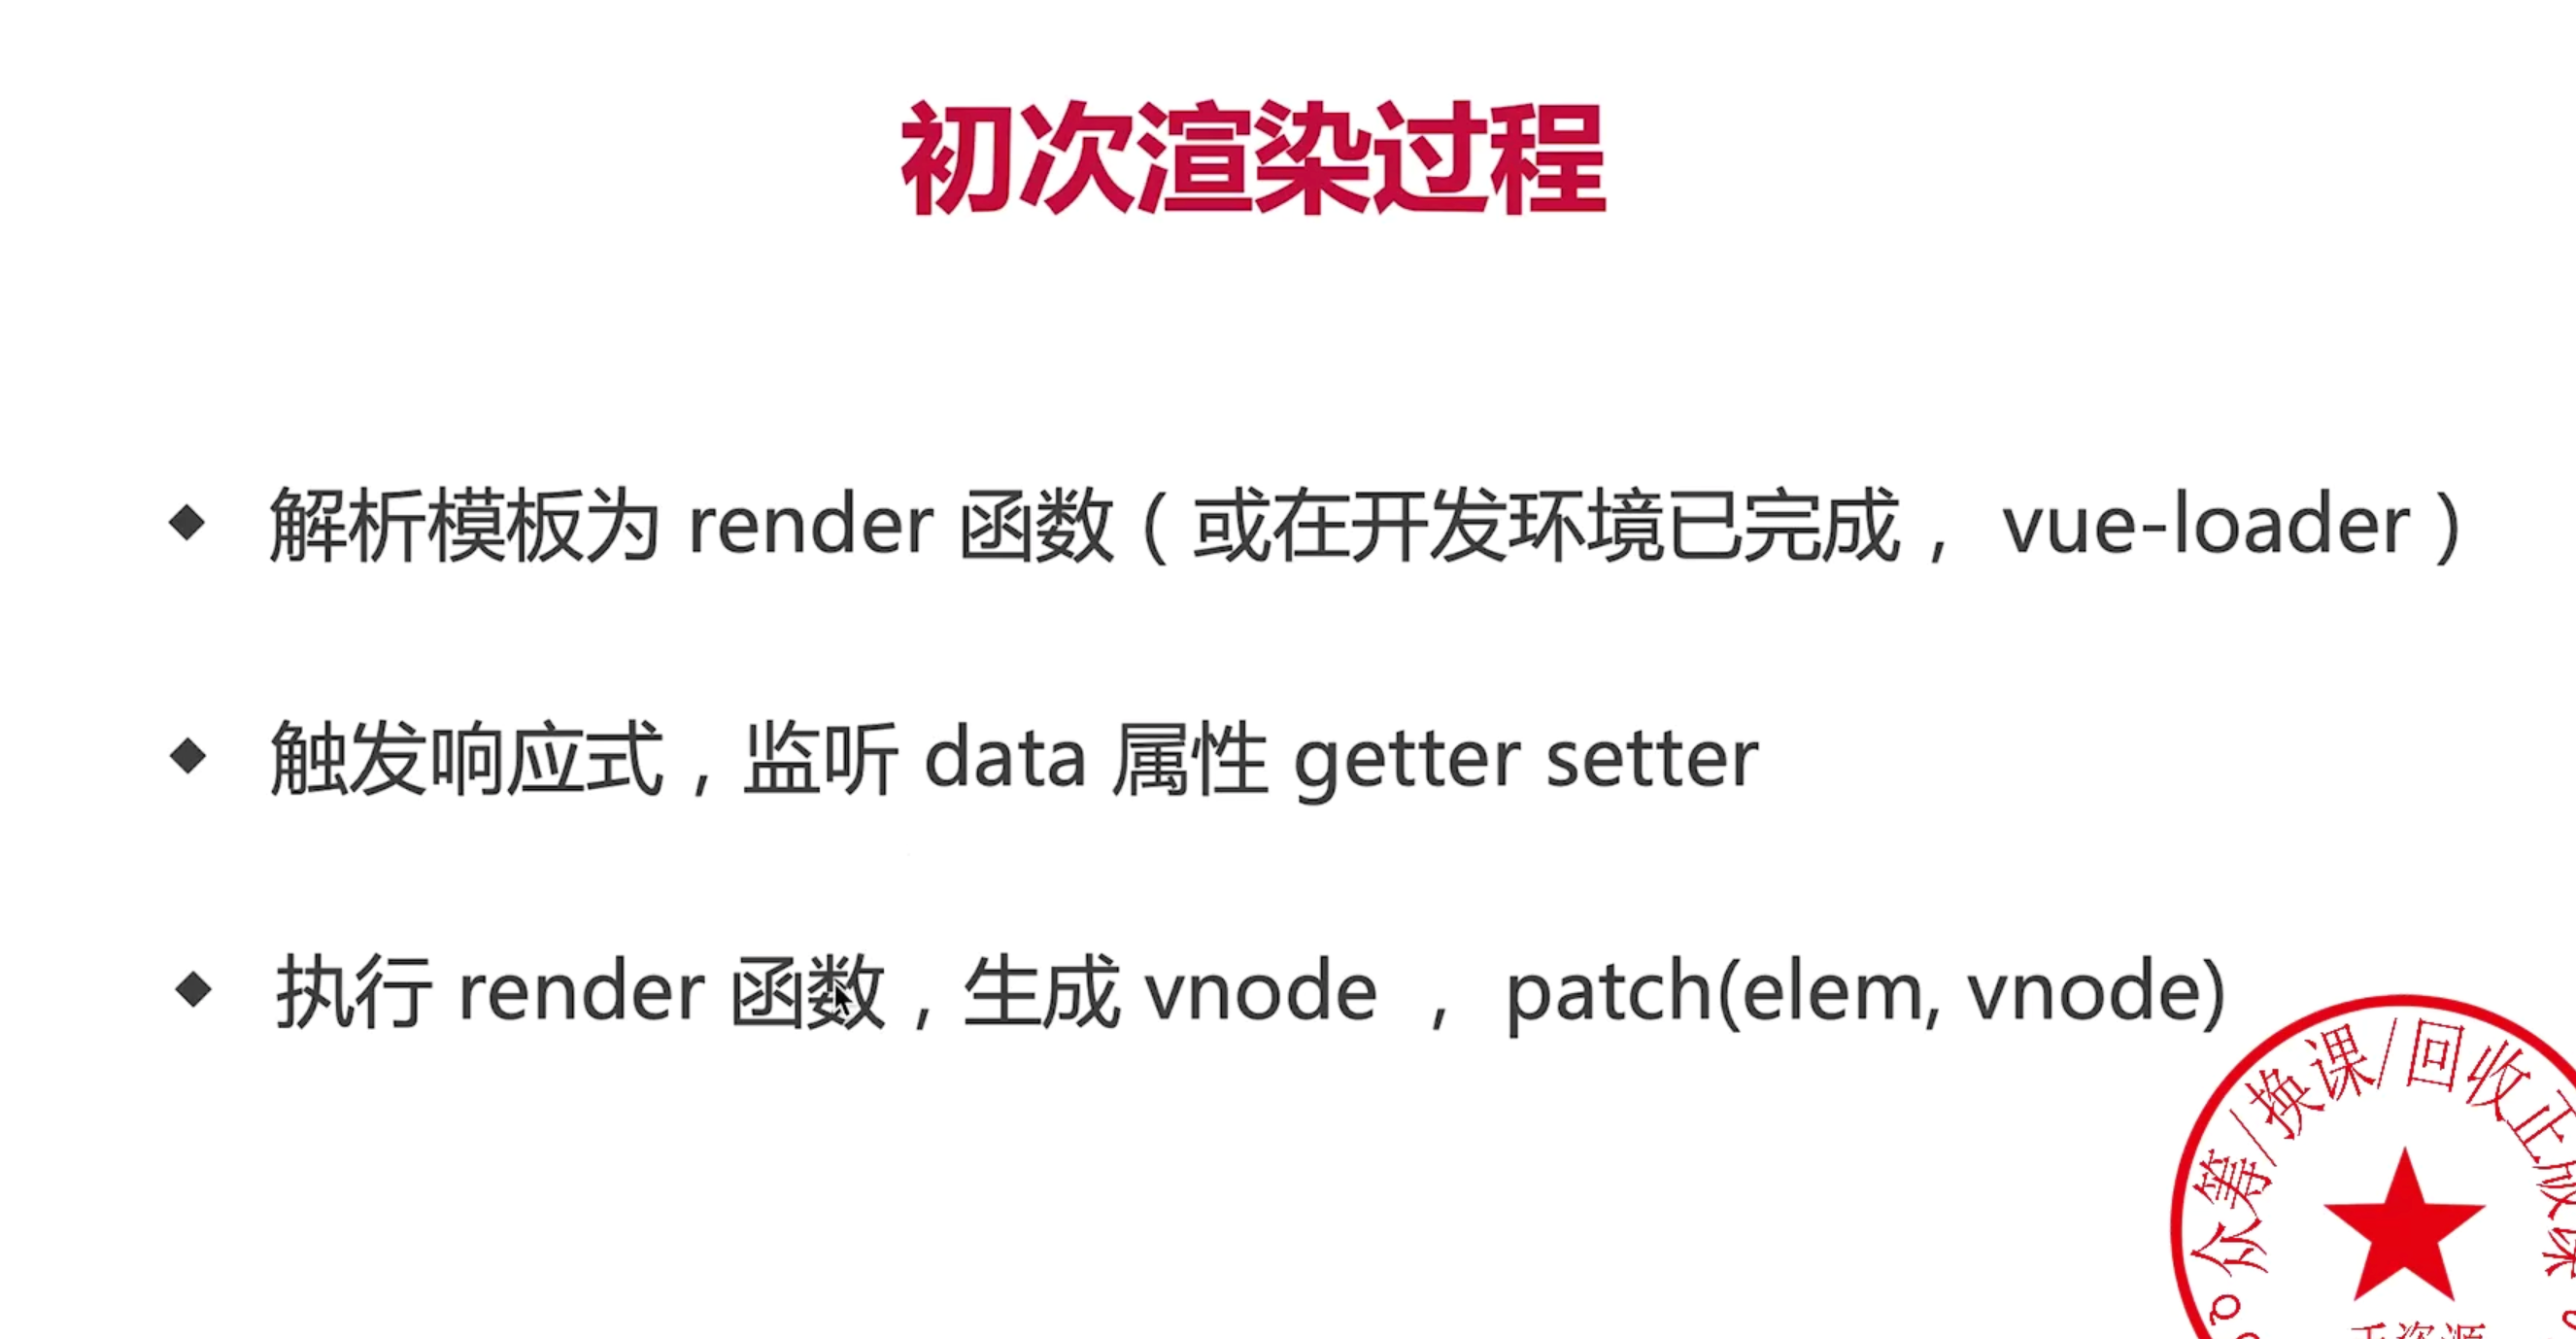 初次渲染过程
◆ 解析模板为 render 函数（或在开发环境已完成， vue-loader）
◆ 触发响应式，监听 data 属性 getter setter
◆ 执行 render 函数，生成 vnode ， patch(elem, vnode)
众筹/换课/回收正版课